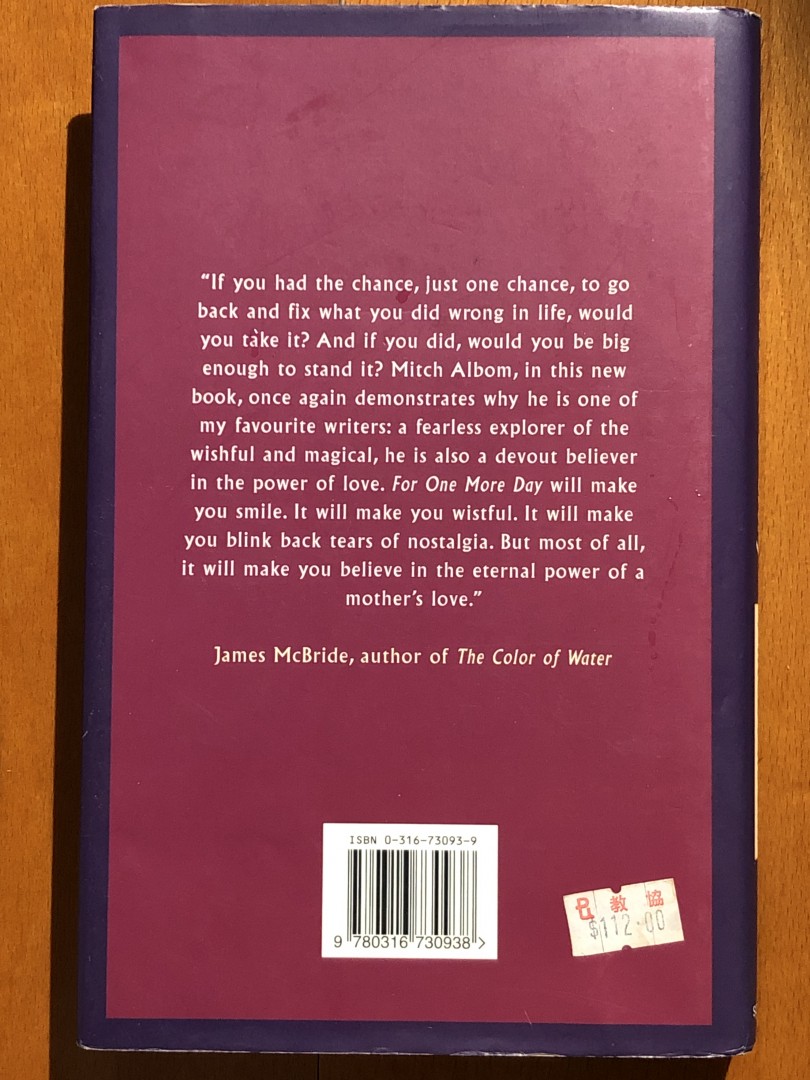 “If you had the chance, just one chance, to go
back and fix what you did wrong in life, would
you take it? And if you did, would you be big
enough to stand it? Mitch Albom, in this new
book, once again demonstrates why he is one of
my favourite writers: a fearless explorer of the
wishful and magical, he is also a devout believer
in the power of love. For One More Day will make
you smile. It will make you wistful. It will make
you blink back tears of nostalgia. But most of all,
it will make you believe in the eternal power of a
mother’s love.”
James McBride, author of The Color of Water
ISBN 0-316-73093-9
9 780316 730938 >
教 協
$112.00